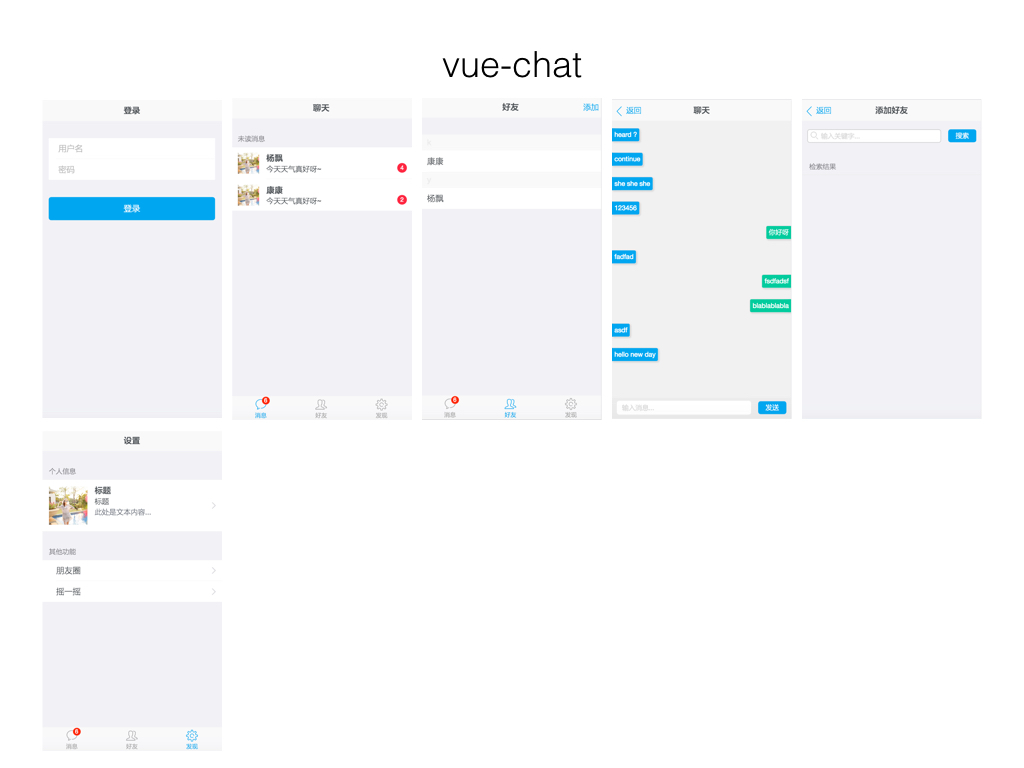 vue-chat
登录
用户名
密码
登录
聊天
未读消息
杨飘
今天天气真好呀~
4
康康
今天天气真好呀~
2
6
消息
好友
发现
好友
添加
k
康康
y
杨飘
6
消息
好友
发现
返回
聊天
heard ?
continue
she she she
123456
你好呀
fadfad
fsdfadsf
blablablabla
asdf
hello new day
输入消息...
发送
返回
添加好友
输入关键字...
搜索
检索结果
设置
个人信息
标题
标题
此处是文本内容...
其他功能
朋友圈
摇一摇
6
消息
好友
发现